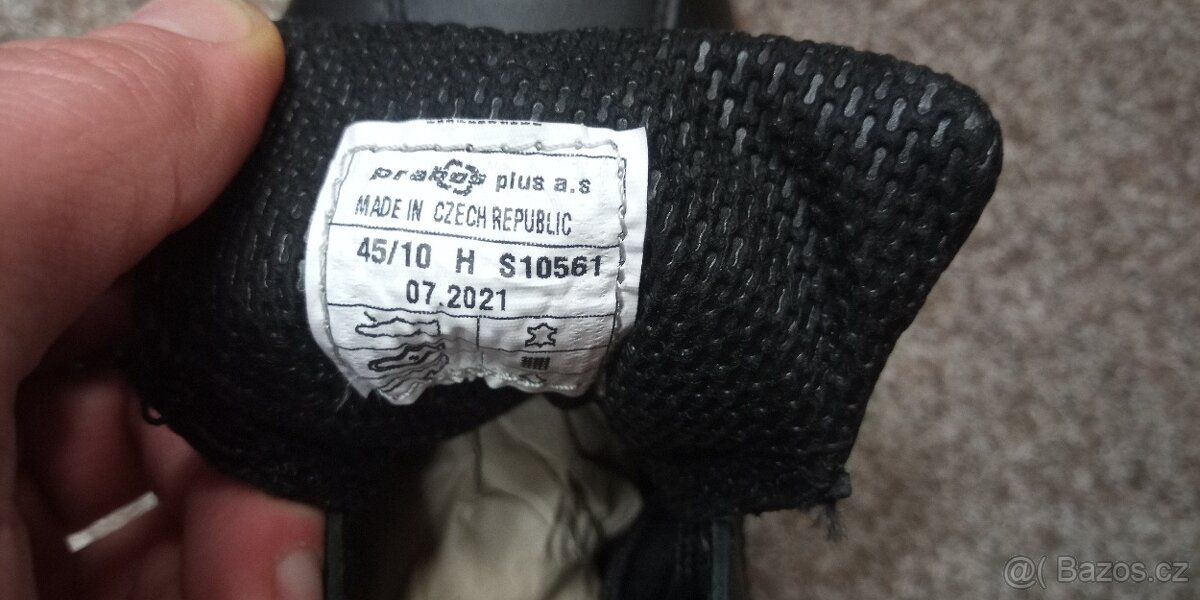 prabos plus a.s
MADE IN CZECH REPUBLIC
45/10 H S10561
07.2021
@( Bazos.cz